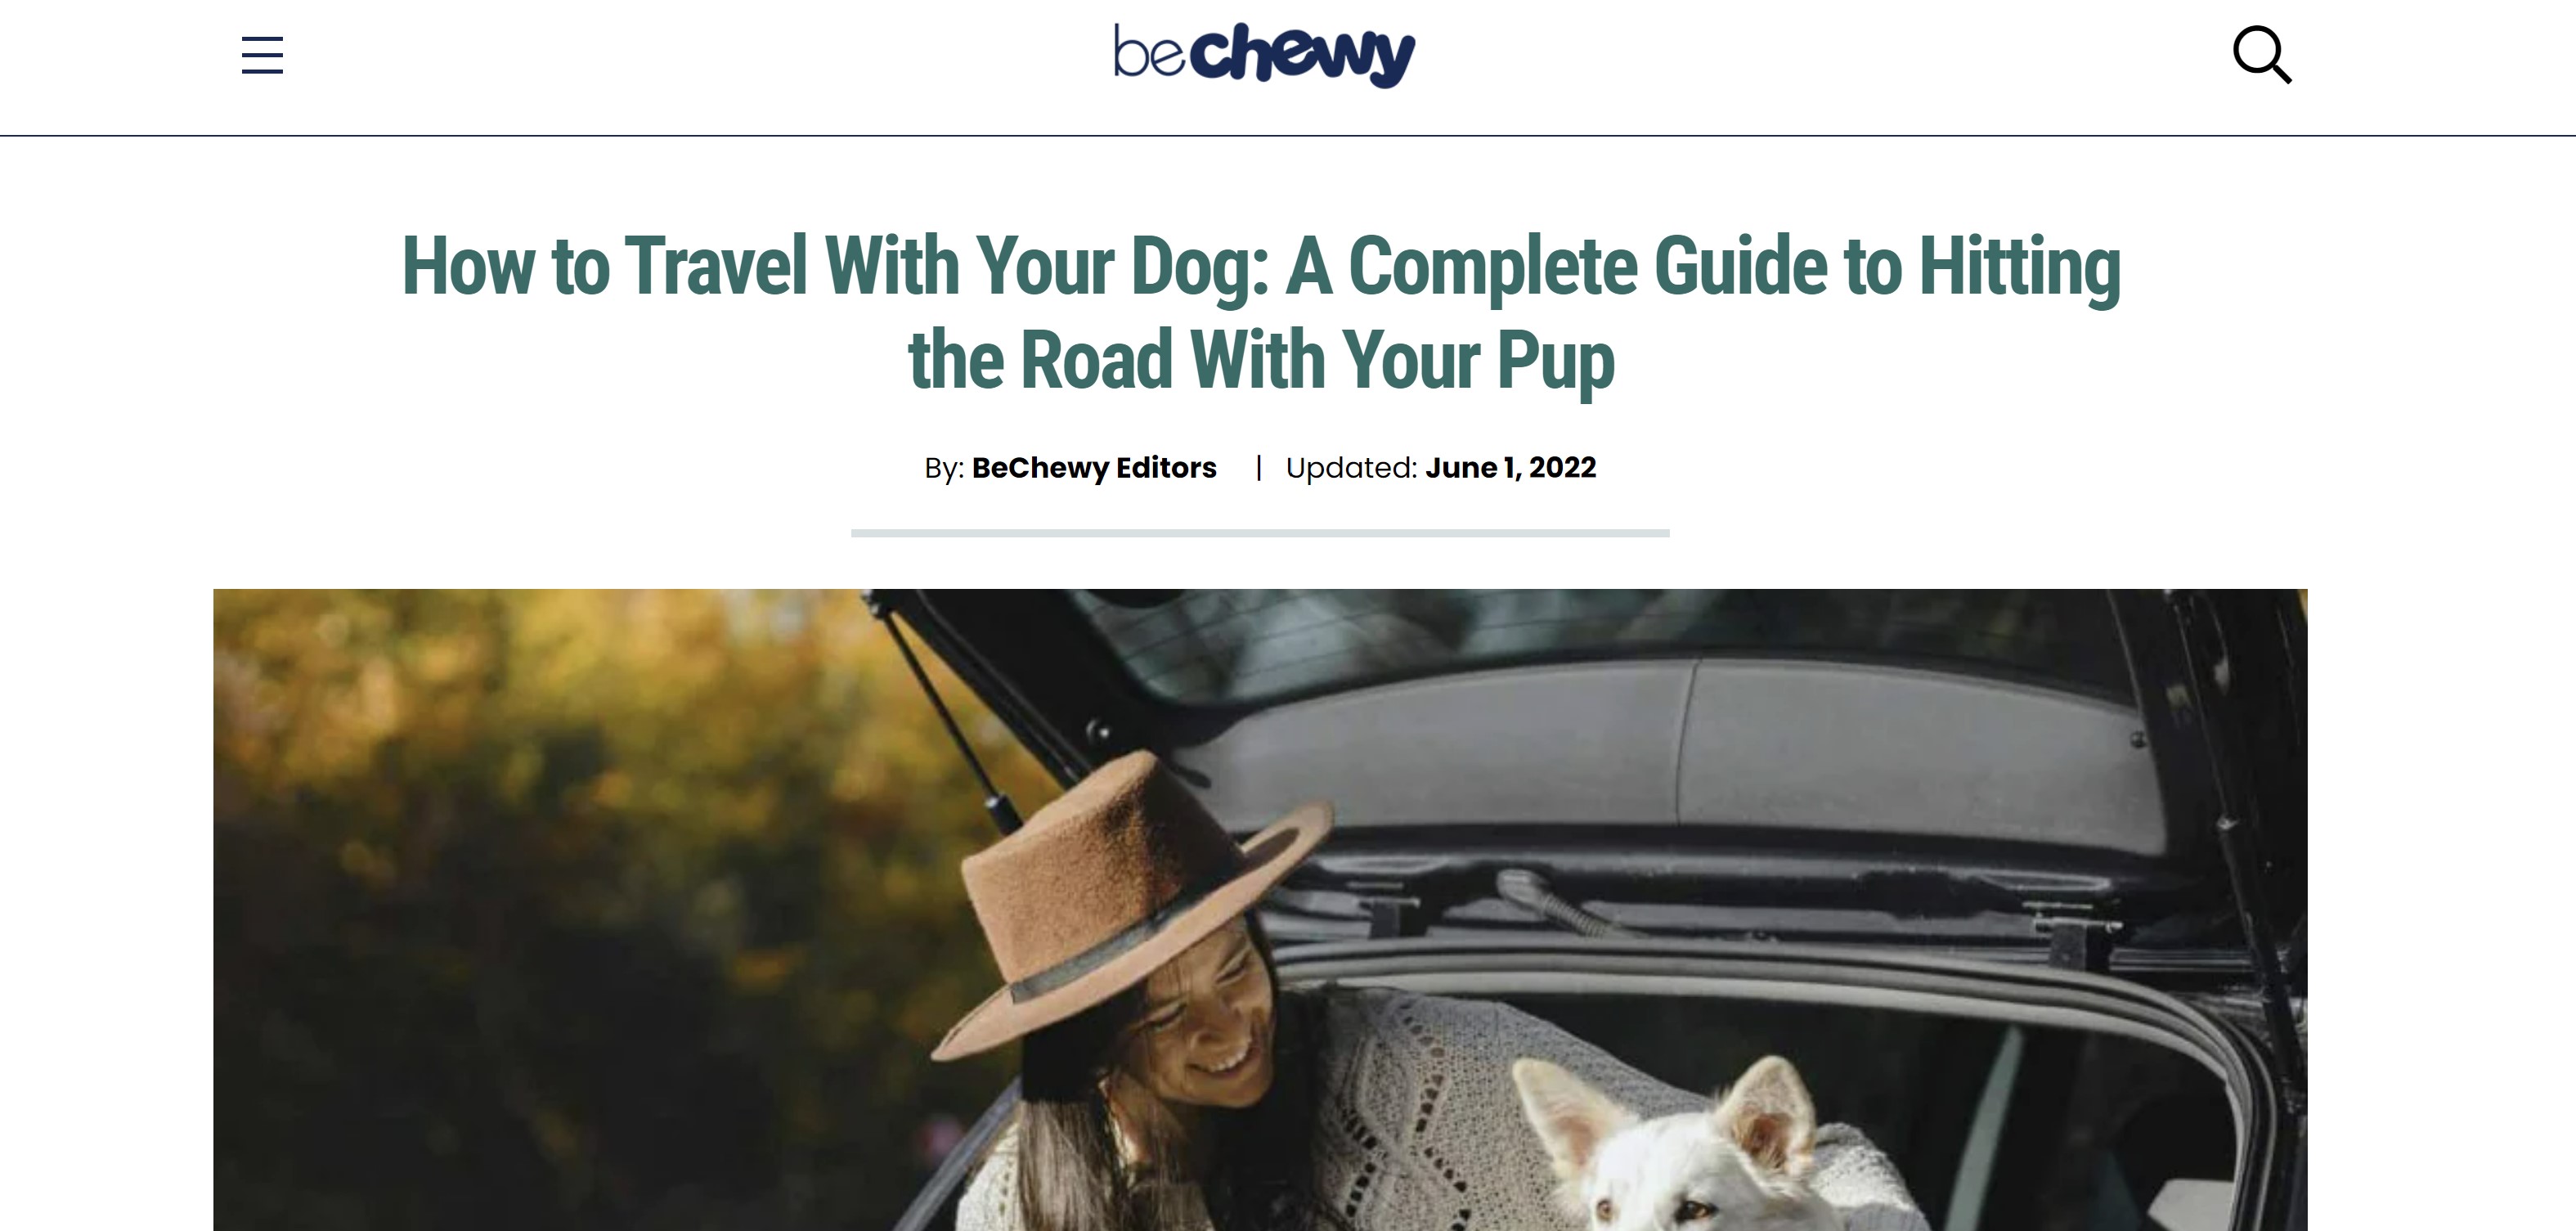 bechewy
How to Travel With Your Dog: A Complete Guide to Hitting
the Road With Your Pup
By: BeChewy Editors | Updated: June 1, 2022